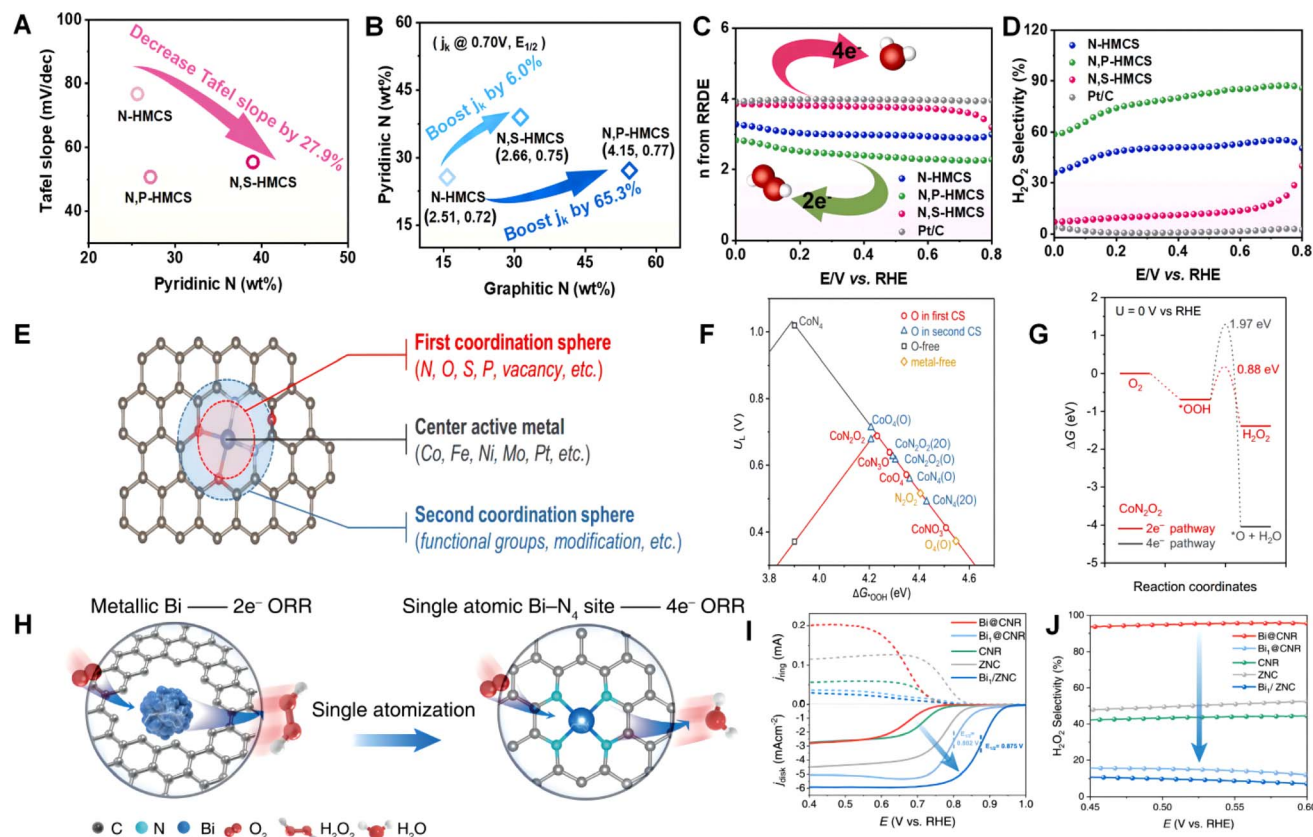 A
Tafel slope (mV/dec)
100
80
60
40
20
30
40
50
Pyridinic N (wt%)
Decrease Tafel slope by 27.9%
N-HMCS
N,P-HMCS
N,S-HMCS
B
Pyridinic N (wt%)
60
45
30
15
15
30
45
60
Graphitic N (wt%)
( jk @ 0.70V, E1/2 )
Boost jk by 6.0%
N,S-HMCS
(2.66, 0.75)
N,P-HMCS
(4.15, 0.77)
N-HMCS
(2.51, 0.72)
Boost jk by 65.3%
C
n from RRDE
6
4
2
0
0.0
0.2
0.4
0.6
0.8
E/V vs. RHE
4e-
2e-
N-HMCS
N,P-HMCS
N,S-HMCS
Pt/C
D
H2O2 Selectivity (%)
120
90
60
30
0
0.0
0.2
0.4
0.6
0.8
E/V vs. RHE
N-HMCS
N,P-HMCS
N,S-HMCS
Pt/C
E
First coordination sphere
(N, O, S, P, vacancy, etc.)
Center active metal
(Co, Fe, Ni, Mo, Pt, etc.)
Second coordination sphere
(functional groups, modification, etc.)
F
UL (V)
1.0
0.8
0.6
0.4
3.8
4.0
4.2
4.4
4.6
ΔG*OOH (eV)
O in first CS
O in second CS
O-free
metal-free
CoN4
CoO4(O)
CoN2O2
CoN2O2(2O)
CoN3O
CoN2O2(O)
CoO4
CoN4(O)
N2O2
CoN4(2O)
CoNO3
O4(O)
G
ΔG (eV)
2
1
0
-1
-2
-3
-4
-5
Reaction coordinates
U = 0 V vs RHE
1.97 eV
0.88 eV
O2
*OOH
H2O2
*O + H2O
CoN2O2
2e− pathway
4e− pathway
H
Metallic Bi —— 2e− ORR
Single atomic Bi–N4 site —— 4e− ORR
Single atomization
C
N
Bi
O2
H2O2
H2O
I
jring (mA)
0.2
0.1
0.0
jdisk (mAcm-2)
-1
-2
-3
-4
-5
-6
0.4
0.5
0.6
0.7
0.8
0.9
1.0
E (V vs. RHE)
Bi@CNR
Bi1@CNR
CNR
ZNC
Bi1/ZNC
E1/2= 0.875 V
J
H2O2 Selectivity (%)
100
80
60
40
20
0
0.45
0.50
0.55
0.60
E (V vs. RHE)
Bi@CNR
Bi1@CNR
CNR
ZNC
Bi1/ ZNC